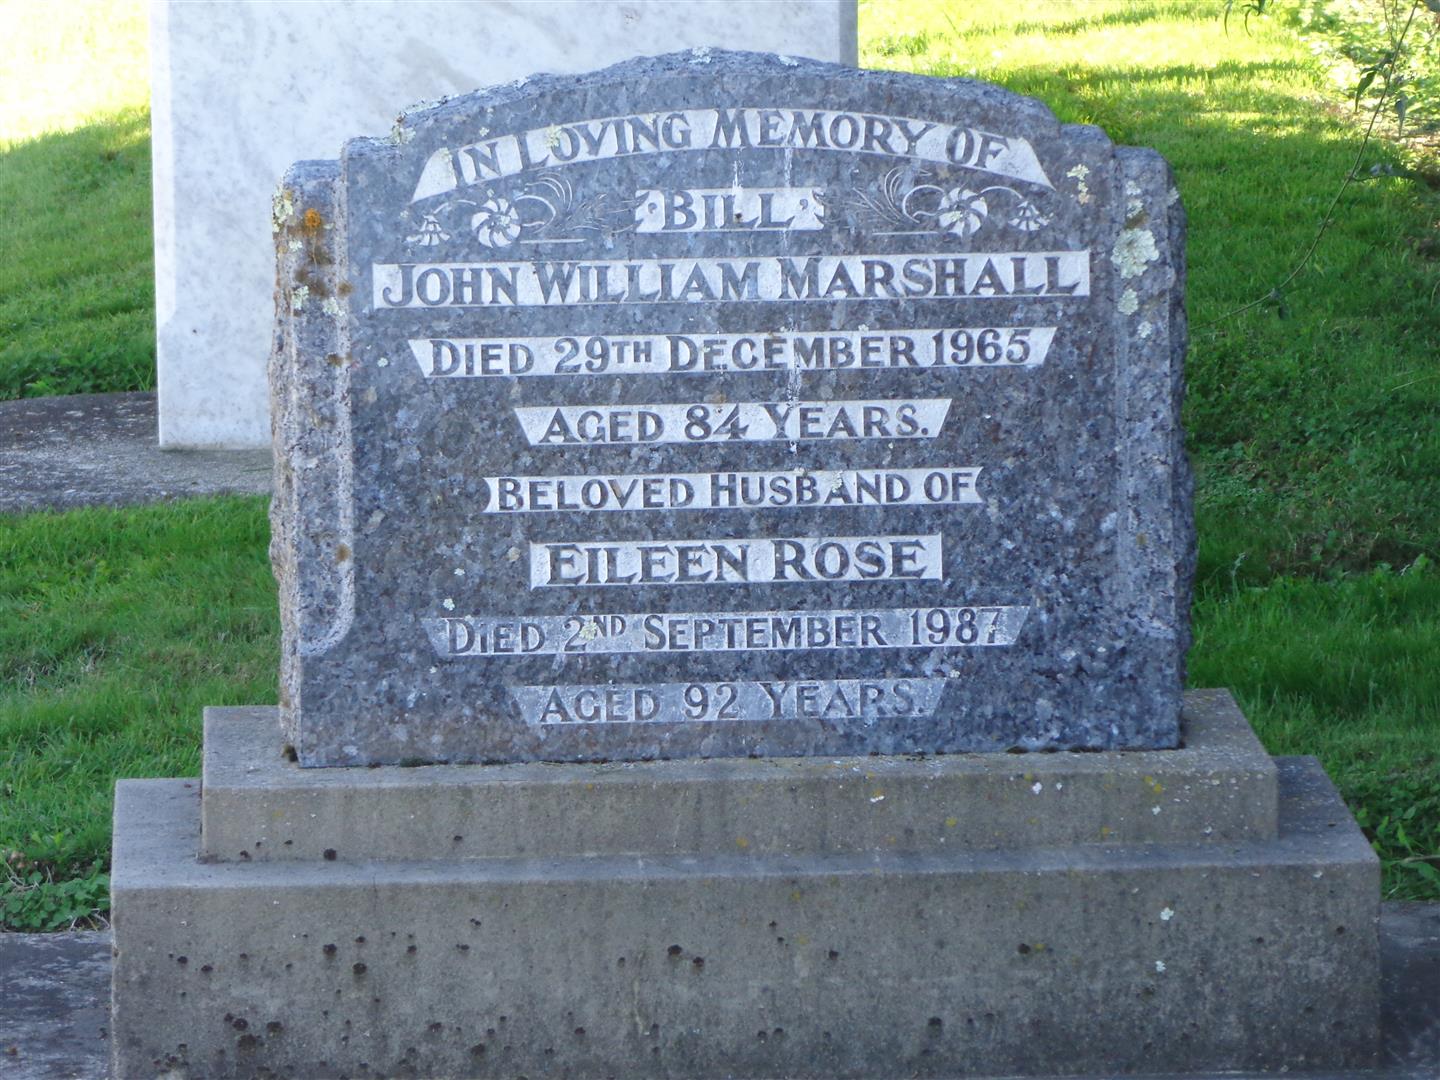 IN LOVING MEMORY OF
'BILL'
JOHN WILLIAM MARSHALL
DIED 29TH DECEMBER 1965
AGED 84 YEARS.
BELOVED HUSBAND OF
EILEEN ROSE
DIED 2ND SEPTEMBER 1987
AGED 92 YEARS.